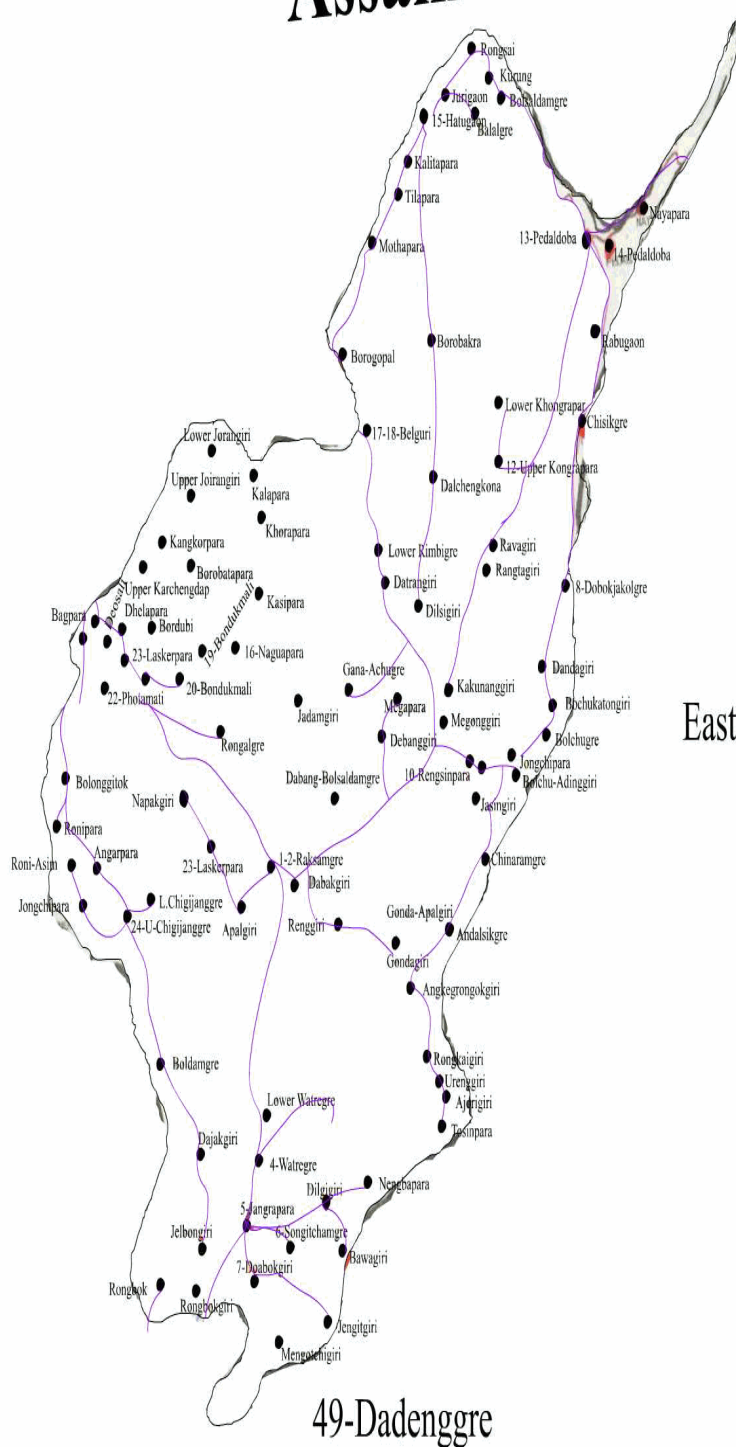 Rongsai
Kurung
Jurigaon
Bolsaldamgre
15-Hatugaon
Balalgre
Kalitapara
Tilapara
Nayapara
Mothapara
13-Pedaldoba
14-Pedaldoba
Rabugaon
Borobakra
Borogopal
Lower Khongrapar
Chisikgre
17-18-Belguri
Lower Jorangiri
12-Upper Kongrapara
Upper Joirangiri
Kalapara
Dalchengkona
Khorapara
Kangkorpara
Lower Rimbigre
Ravagiri
Borobatapara
Rangtagiri
Upper Karchengdap
Datrangiri
8-Dobokjakolgre
Kasipara
Dilsigiri
Deosali
Dhelapara
Bagpara
Bordubi
19-Bondukmali
16-Naguapara
23-Laskerpara
Gana-Achugre
Dandagiri
22-Photamati
20-Bondukmali
Kakunanggiri
Jadamgiri
Megapara
Bochukatongiri
Megonggiri
East
Rongalgre
Debanggiri
Bolchugre
Jongchipara
10-Rengsinpara
Bolchu-Adinggiri
Bolonggitok
Dabang-Bolsaldamgre
Napakgiri
Jasingiri
Ronipara
Angarpara
Roni-Asim
23-Laskerpara
1-2-Raksamgre
Chinaramgre
Dabakgiri
L.Chigijanggre
Jongchipara
24-U-Chigijanggre
Apalgiri
Renggiri
Gonda-Apalgiri
Andalsikgre
Gondagiri
Angkegrongokgiri
Rongkaigiri
Boldamgre
Urenggiri
Ajerigiri
Lower Watregre
Tosinpara
Dajakgiri
4-Watregre
Nengbapara
Dilgigiri
5-Jangrapara
Jelbongiri
6-Songitchamgre
Bawagiri
7-Doabokgiri
Rongbok
Rongbokgiri
Jengitgiri
Mengotchigiri
49-Dadenggre